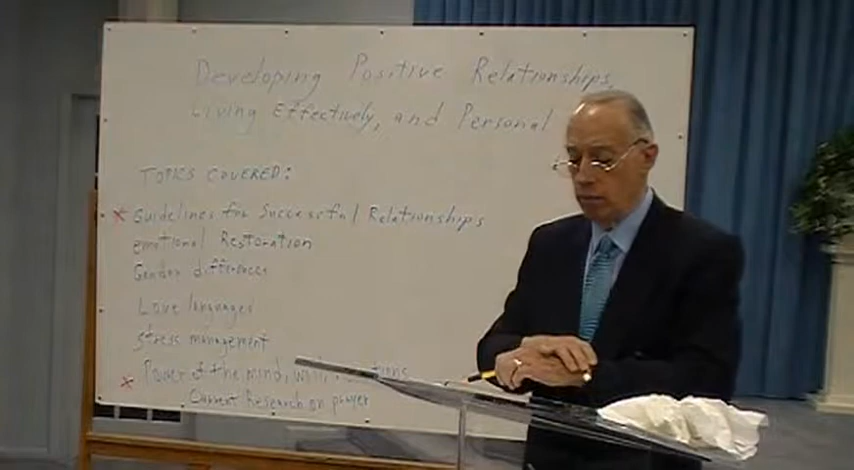 Developing Positive Relationships,
Living Effectively, and Personal
TOPICS COVERED:
* Guidelines for Successful Relationships
emotional Restoration
Gender differences
Love languages
stress management
* Power of the mind, will,
Current Research on prayer